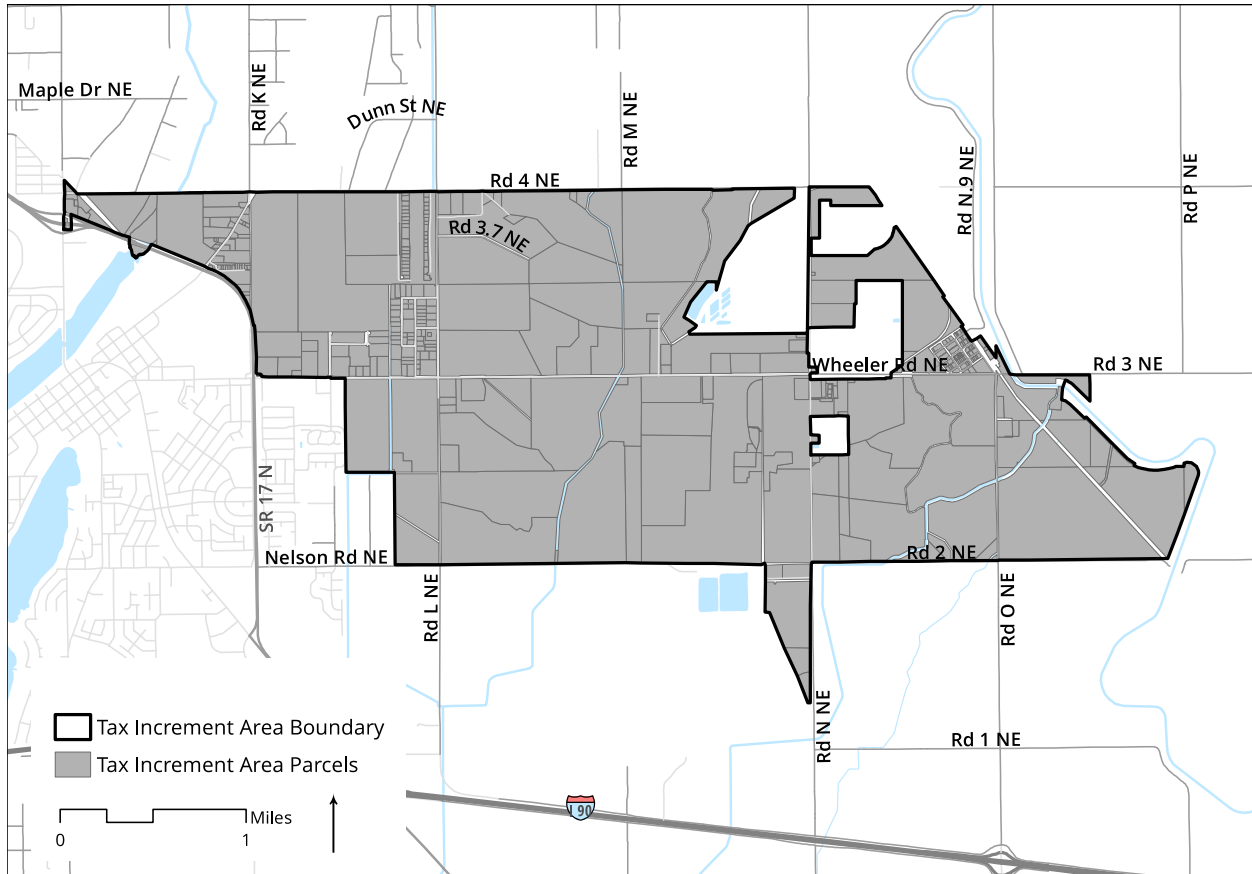 Maple Dr NE
Rd K NE
Dunn St NE
Rd M NE
Rd N.9 NE
Rd P NE
Rd 4 NE
Rd 3.7 NE
Wheeler Rd NE
Rd 3 NE
SR 17 N
Nelson Rd NE
Rd 2 NE
Rd L NE
Rd O NE
Rd N NE
Rd 1 NE
Tax Increment Area Boundary
Tax Increment Area Parcels
Miles
0 1
I 90